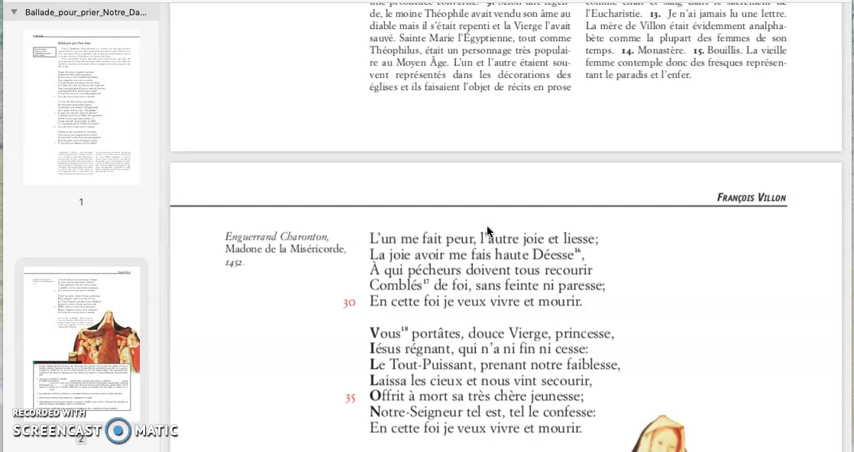 Ballade_pour_prier_Notre_Da...
1
2
RECORDED WITH
SCREENCAST MATIC
de, le moine Théophile avait vendu son âme au
diable mais il s'était repenti et la Vierge l'avait
sauvé. Sainte Marie l'Égyptienne, tout comme
Théophilus, était un personnage très populai-
re au Moyen Âge. L'un et l'autre étaient sou-
vent représentés dans les décorations des
églises et ils faisaient l'objet de récits en prose
l'Eucharistie. 13. Je n'ai jamais lu une lettre.
La mère de Villon était évidemment analpha-
bète comme la plupart des femmes de son
temps. 14. Monastère. 15. Bouillis. La vieille
femme contemple donc des fresques représen-
tant le paradis et l'enfer.
FRANÇOIS VILLON
Enguerrand Charonton,
Madone de la Miséricorde,
1452.
L'un me fait peur, l'autre joie et liesse;
La joie avoir me fais haute Déesse16,
À qui pécheurs doivent tous recourir
Comblés17 de foi, sans feinte ni paresse;
30 En cette foi je veux vivre et mourir.
Vous18 portâtes, douce Vierge, princesse,
Iésus régnant, qui n'a ni fin ni cesse:
Le Tout-Puissant, prenant notre faiblesse,
Laissa les cieux et nous vint secourir,
35 Offrit à mort sa très chère jeunesse;
Notre-Seigneur tel est, tel le confesse:
En cette foi je veux vivre et mourir.